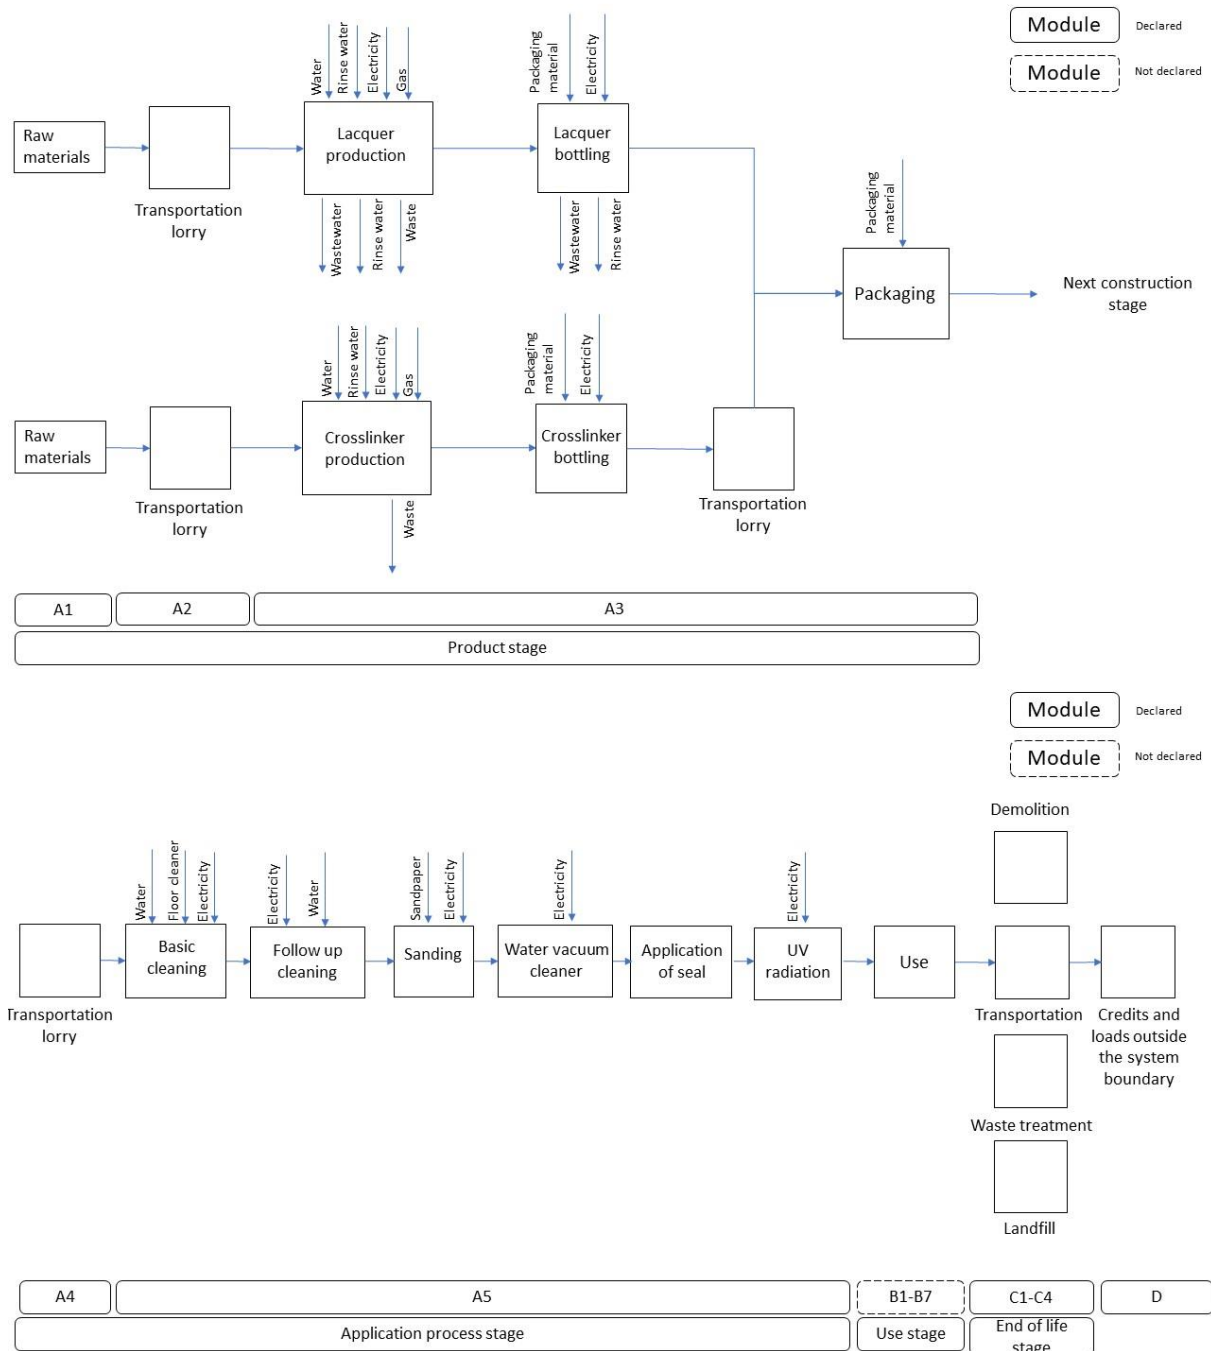 Module
Declared
Module
Not declared
Water
Rinse water
Electricity
Gas
Packaging
material
Electricity
Raw
materials
Transportation
lorry
Lacquer
production
Lacquer
bottling
Wastewater
Rinse water
Waste
Wastewater
Rinse water
Packaging
material
Packaging
Next construction
stage
Water
Rinse water
Electricity
Gas
Packaging
material
Electricity
Raw
materials
Transportation
lorry
Crosslinker
production
Crosslinker
bottling
Transportation
lorry
Waste
A1
A2
A3
Product stage
Module
Declared
Module
Not declared
Demolition
Water
Floor cleaner
Electricity
Electricity
Water
Sandpaper
Electricity
Electricity
Electricity
Transportation
lorry
Basic
cleaning
Follow up
cleaning
Sanding
Water vacuum
cleaner
Application
of seal
UV
radiation
Use
Transportation
Credits and
loads outside
the system
boundary
Waste treatment
Landfill
A4
A5
B1-B7
C1-C4
D
Application process stage
Use stage
End of life
stage